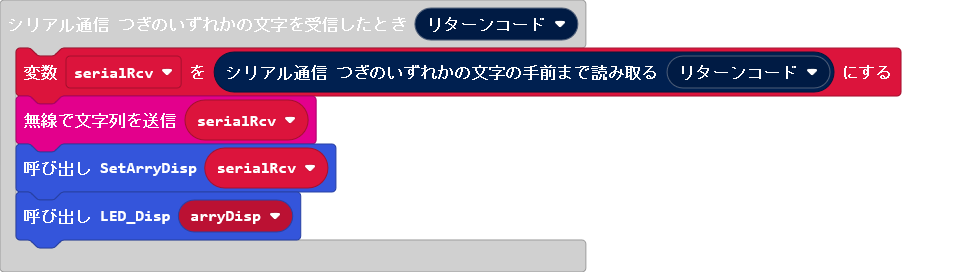 シリアル通信 つぎのいずれかの文字を受信したとき リターンコード
変数 serialRcv を シリアル通信 つぎのいずれかの文字の手前まで読み取る リターンコード にする
無線で文字列を送信 serialRcv
呼び出し SetArryDisp serialRcv
呼び出し LED_Disp arryDisp